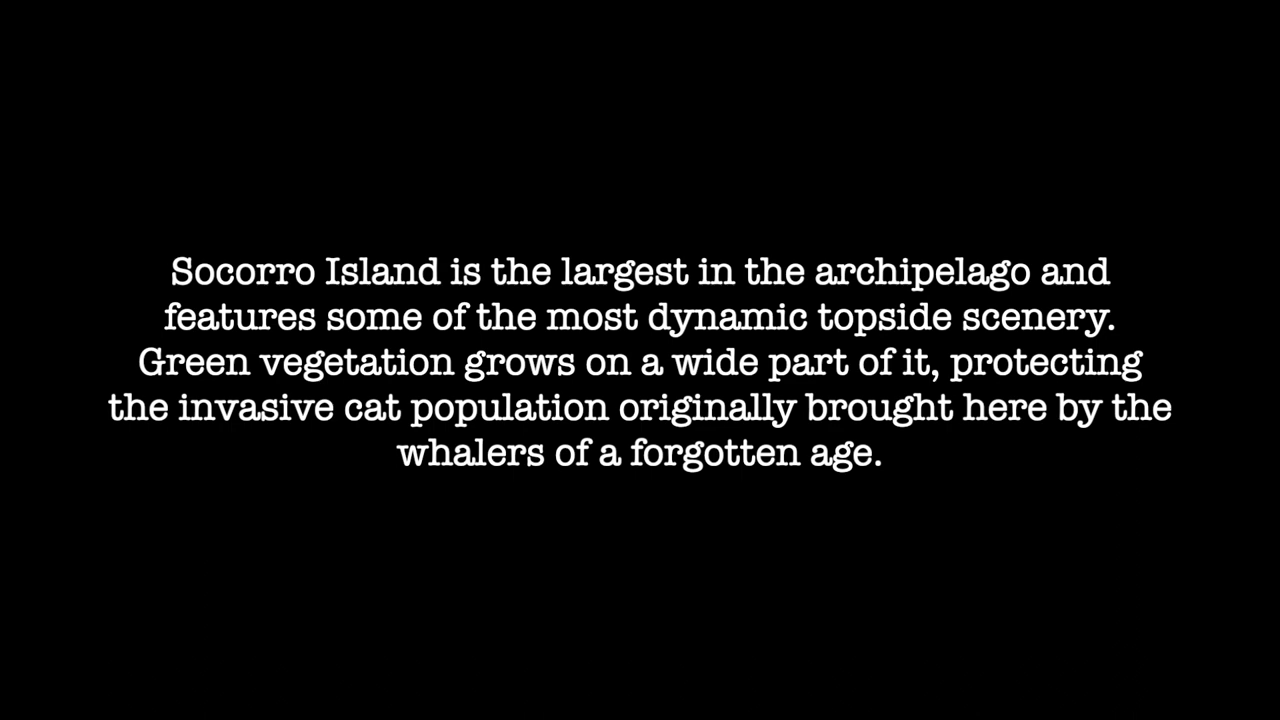 Socorro Island is the largest in the archipelago and
features some of the most dynamic topside scenery.
Green vegetation grows on a wide part of it, protecting
the invasive cat population originally brought here by the
whalers of a forgotten age.